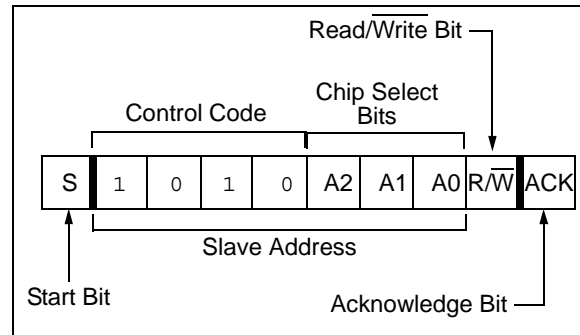 Read/Write Bit
Chip Select
Bits
Control Code
S 1 0 1 0 A2 A1 A0 R/W ACK
Slave Address
Start Bit
Acknowledge Bit